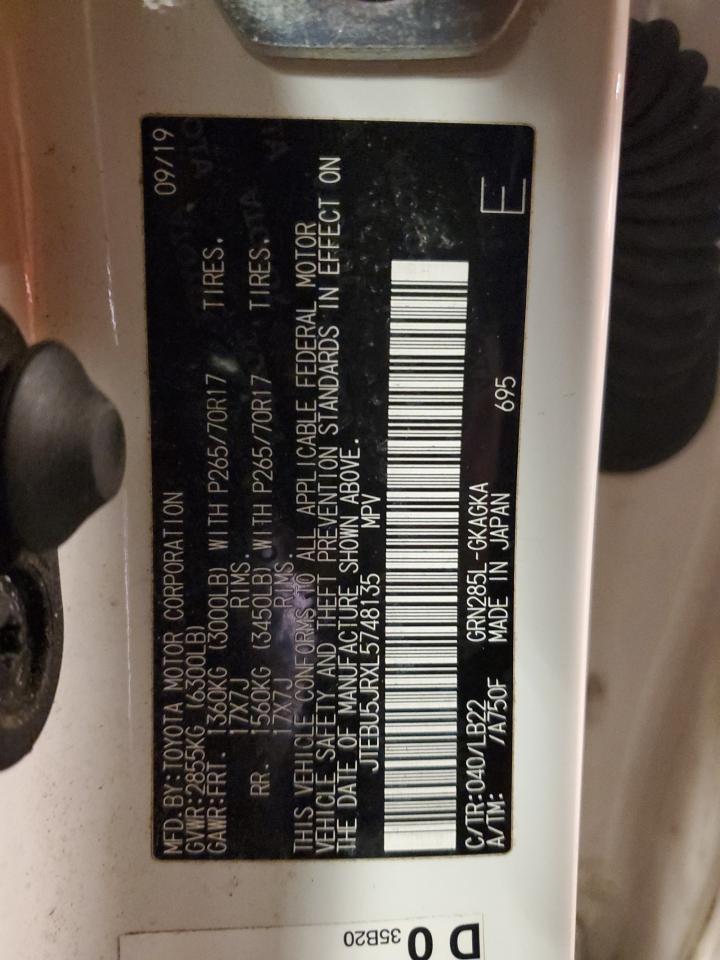 MFD. BY: TOYOTA MOTOR CORPORATION 09/19
GVWR: 2855KG (6300LB)
GAWR: FRT. 1360KG (3000LB) WITH P265/70R17 TIRES,
17X7J RIMS.
RR. 1560KG (3450LB) WITH P265/70R17 TIRES,
17X7J RIMS.
THIS VEHICLE CONFORMS TO ALL APPLICABLE FEDERAL MOTOR
VEHICLE SAFETY AND THEFT PREVENTION STANDARDS IN EFFECT ON
THE DATE OF MANUFACTURE SHOWN ABOVE.
JTEBU5JRXL5748135 MPV
C/TR: 040/LB22 GRN285L-GKAGKA
A/TM: /A750F MADE IN JAPAN 695 E
D0
35B20